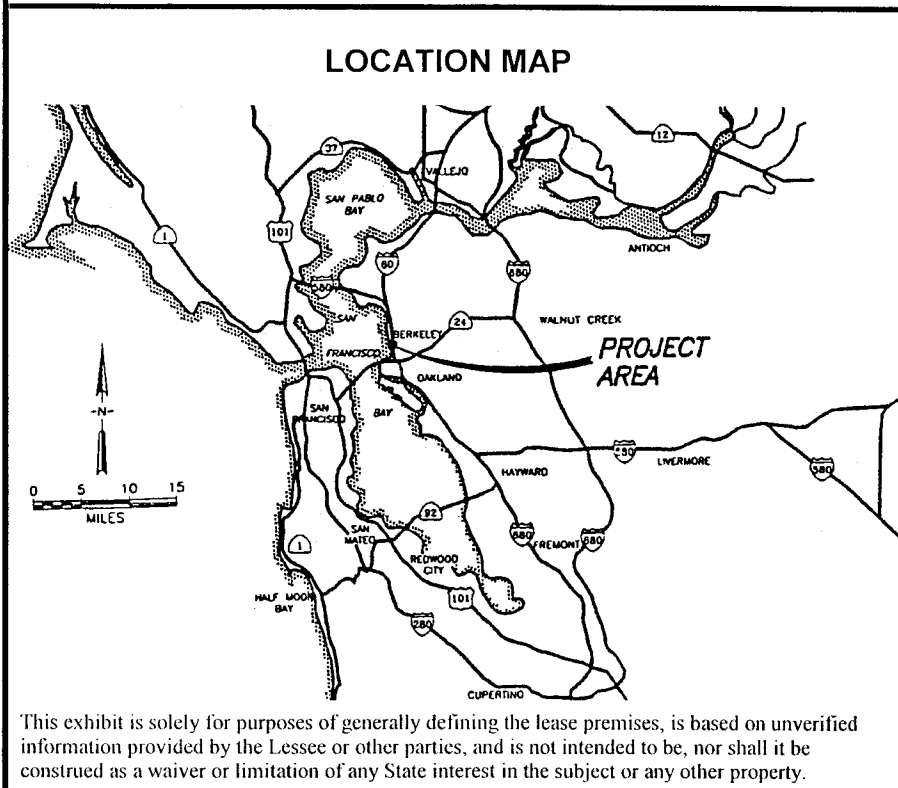 LOCATION MAP
37
12
VALLEJO
SAN PABLO
BAY
101
1
ANTIOCH
80
680
580
SAN
24
WALNUT CREEK
BERKELEY
FRANCISCO
PROJECT
AREA
OAKLAND
-N-
SAN
FRANCISCO
BAY
580
LIVERMORE
HAYWARD
580
0 5 10 15
MILES
92
SAN
MATEO
1
680
FREMONT
680
REDWOOD
CITY
HALF MOON
BAY
101
280
CUPERTINO
This exhibit is solely for purposes of generally defining the lease premises, is based on unverified
information provided by the Lessee or other parties, and is not intended to be, nor shall it be
construed as a waiver or limitation of any State interest in the subject or any other property.